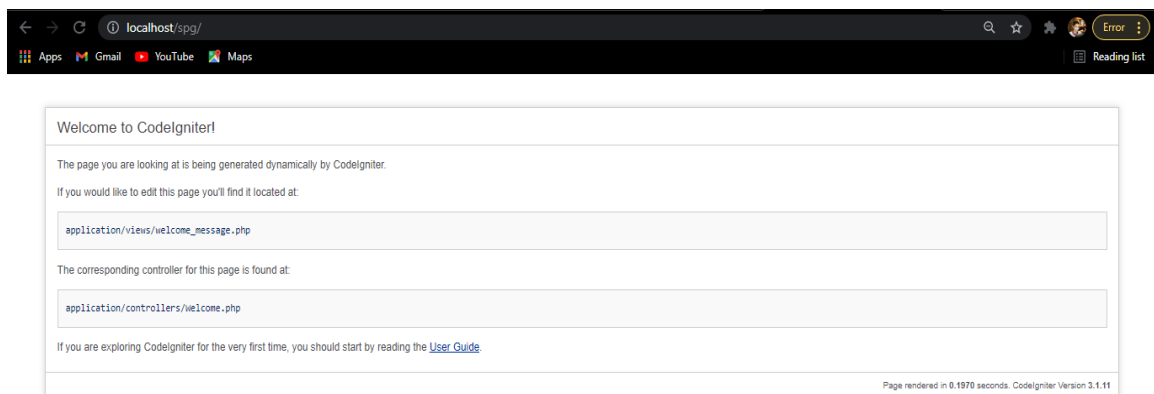 localhost/spg/
Error
Apps Gmail YouTube Maps Reading list
Welcome to CodeIgniter!
The page you are looking at is being generated dynamically by CodeIgniter.
If you would like to edit this page you'll find it located at:
application/views/welcome_message.php
The corresponding controller for this page is found at:
application/controllers/Welcome.php
If you are exploring CodeIgniter for the very first time, you should start by reading the User Guide.
Page rendered in 0.1970 seconds. CodeIgniter Version 3.1.11